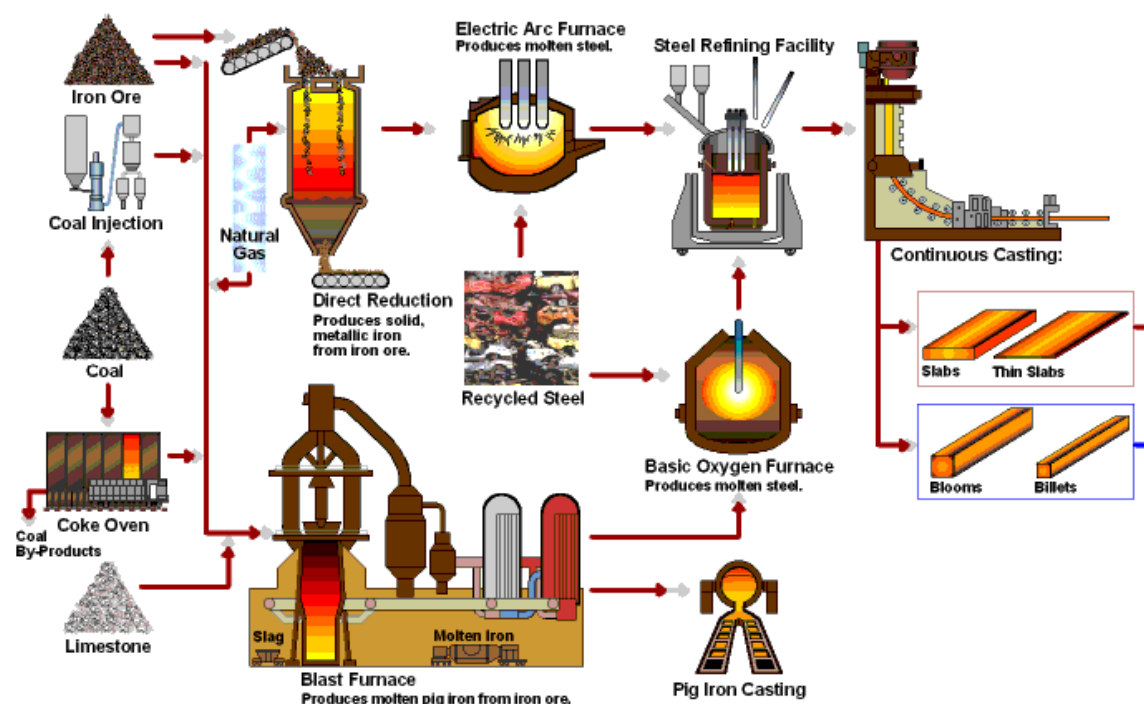 Electric Arc Furnace
Produces molten steel.
Steel Refining Facility
Iron Ore
Coal Injection
Natural
Gas
Continuous Casting:
Direct Reduction
Produces solid,
metallic iron
from iron ore.
Coal
Slabs
Thin Slabs
Recycled Steel
Basic Oxygen Furnace
Produces molten steel.
Blooms
Billets
Coke Oven
Coal
By-Products
Limestone
Slag
Molten Iron
Blast Furnace
Produces molten pig iron from iron ore.
Pig Iron Casting